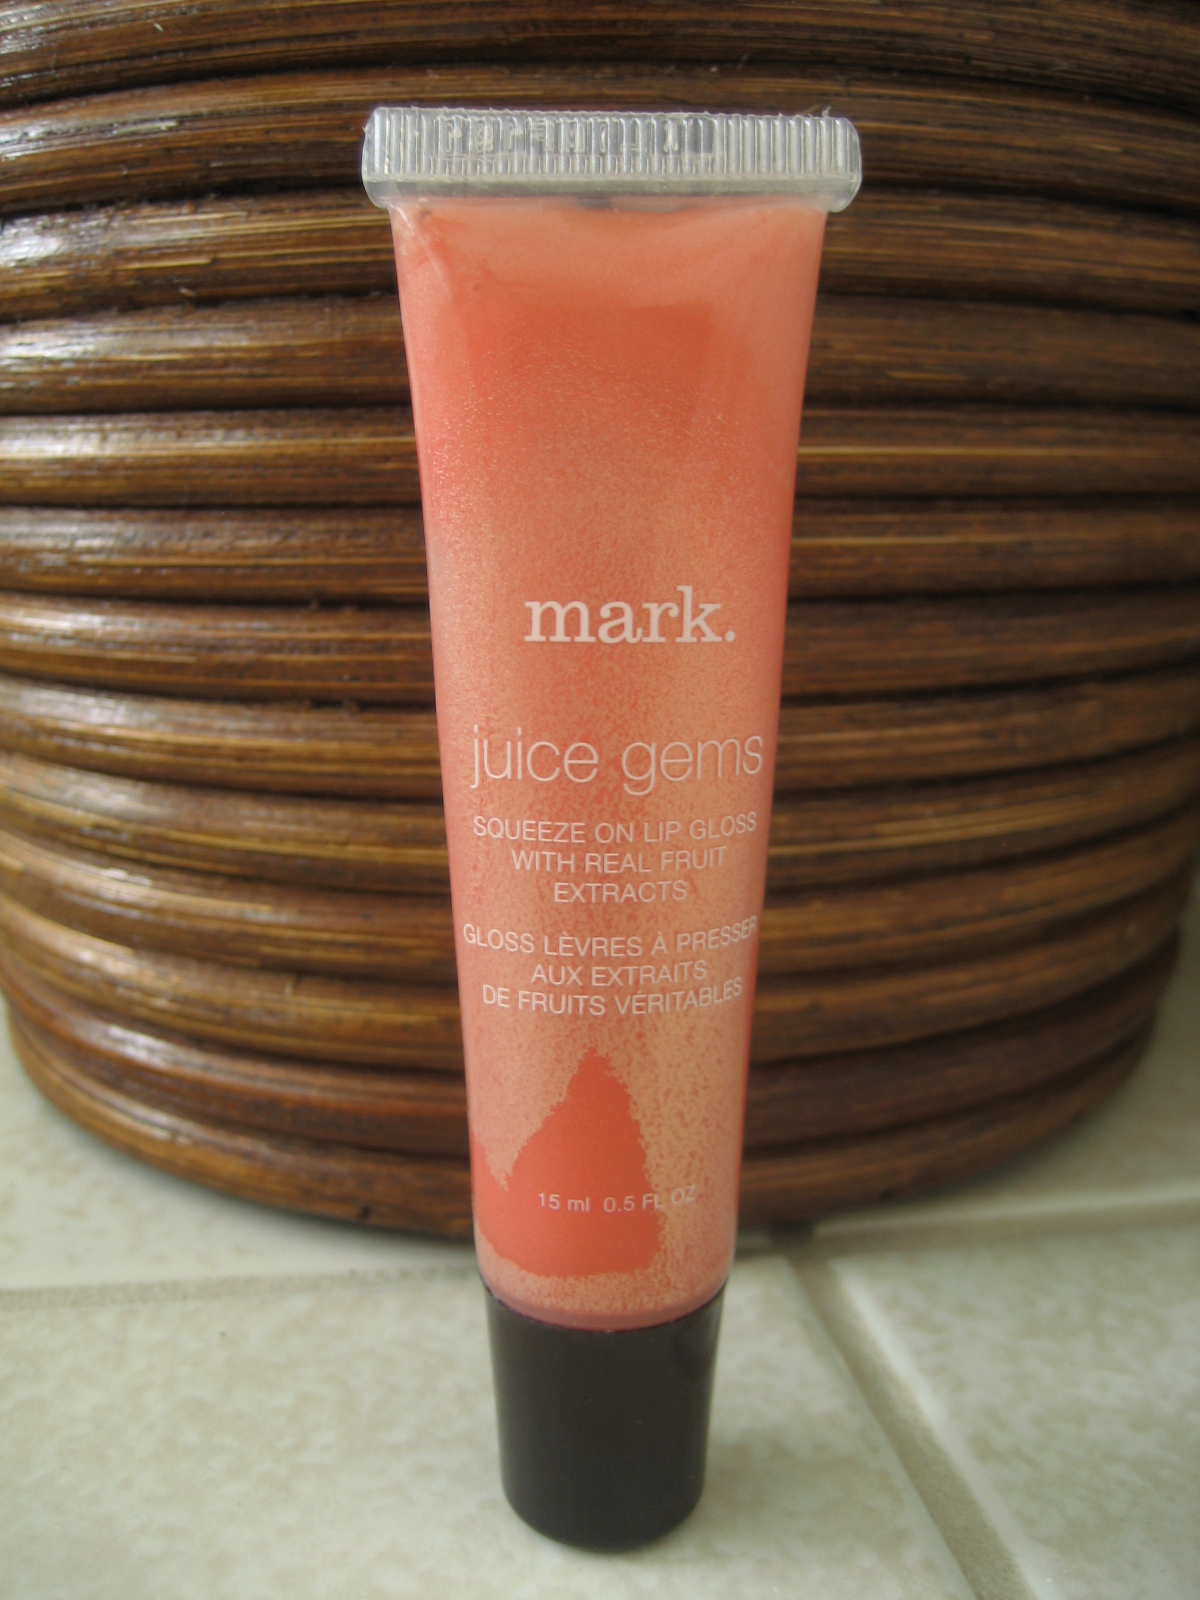 mark.
juice gems
SQUEEZE ON LIP GLOSS
WITH REAL FRUIT
EXTRACTS
GLOSS LÈVRES À PRESSER
AUX EXTRAITS
DE FRUITS VÉRITABLES
15 ml 0.5 FL OZ